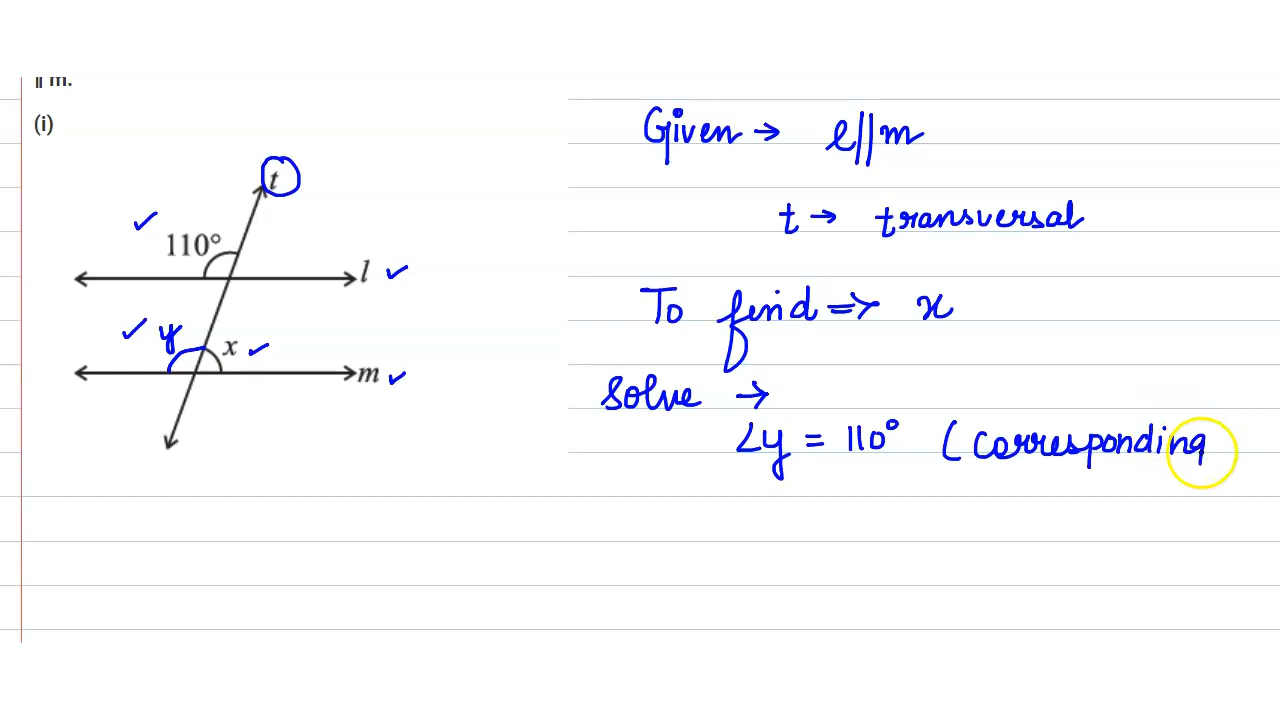 ∥ m.
(i)
t
110°
l
y
x
m
Given → l||m
t → transversal
To find ⇒ x
Solve →
∠y = 110° (Corresponding